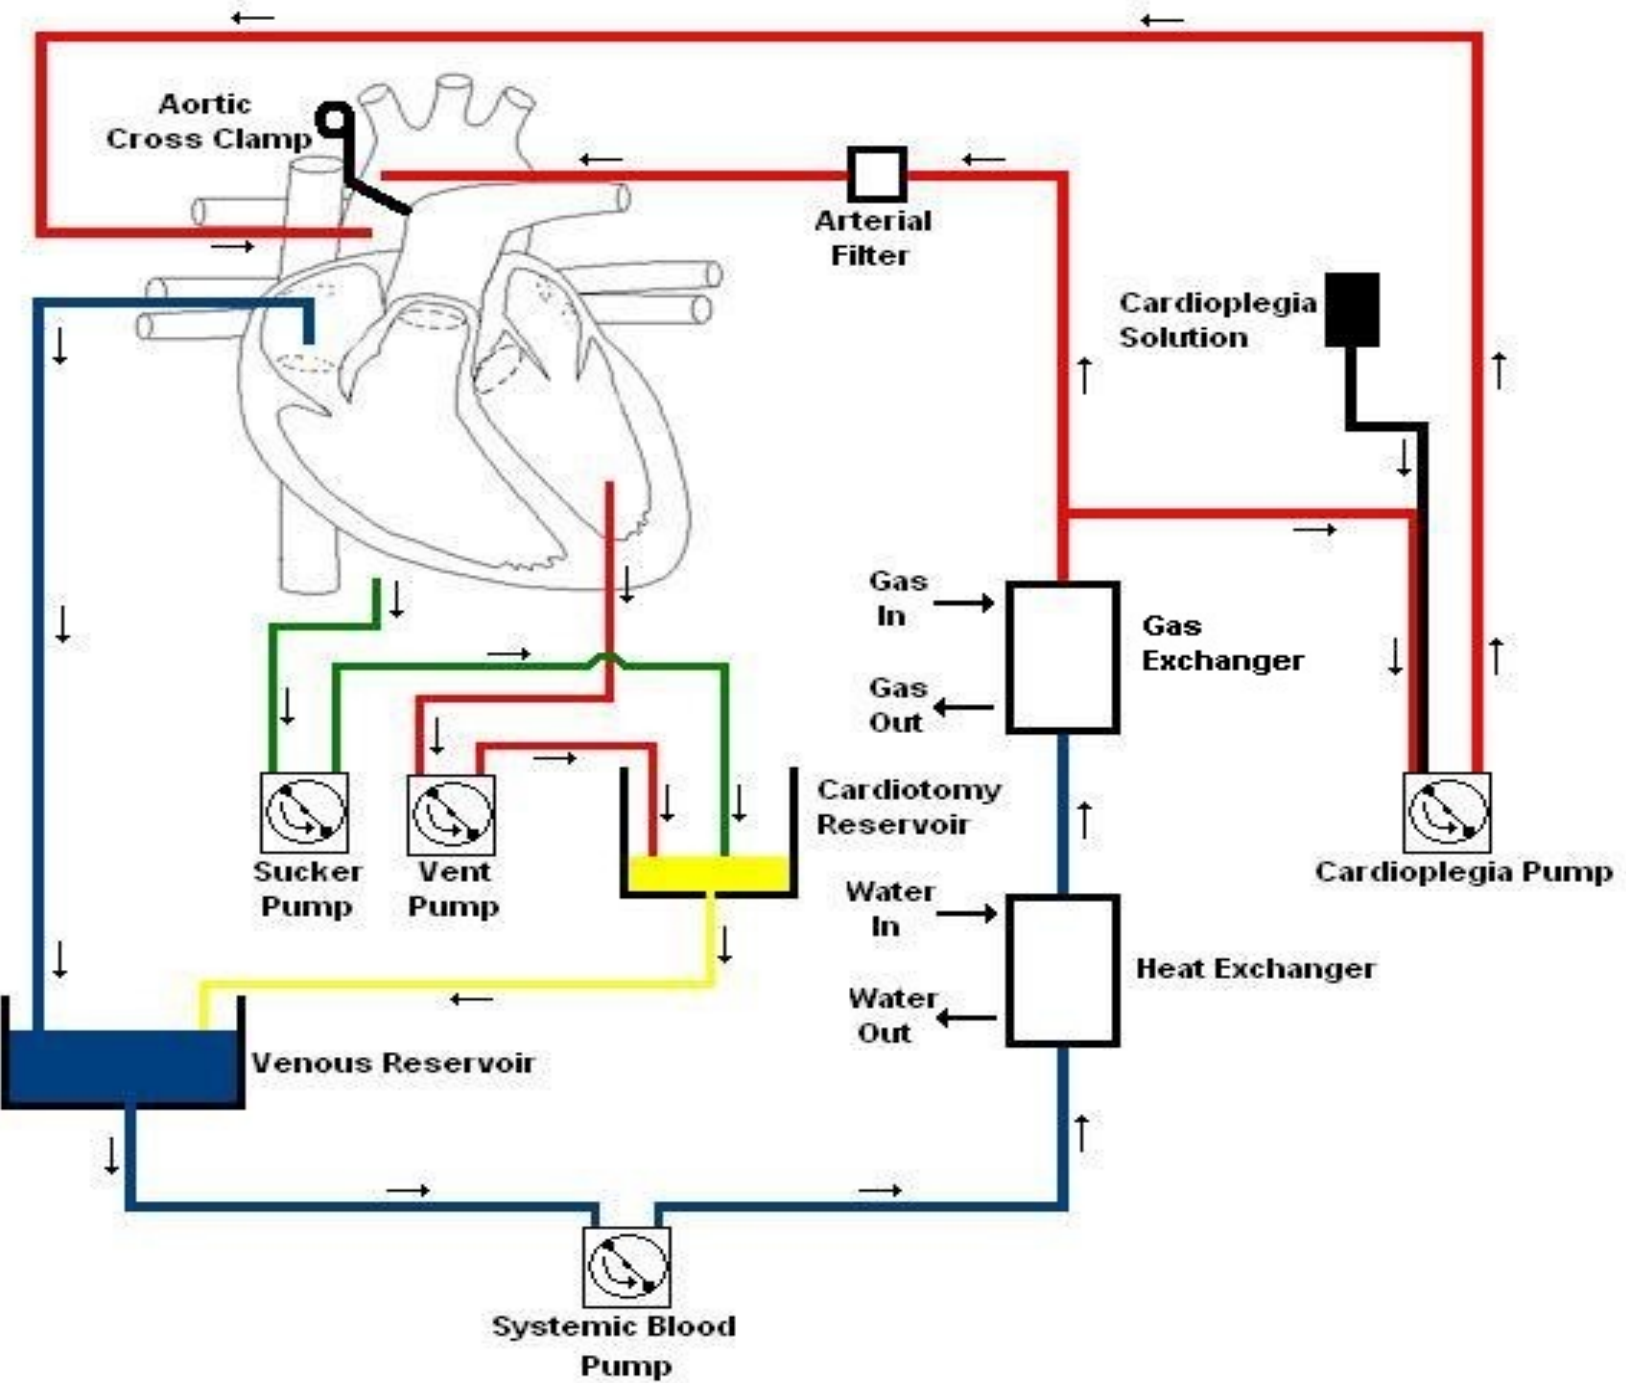 Aortic
Cross Clamp
Arterial
Filter
Cardioplegia
Solution
Gas
In
Gas
Exchanger
Gas
Out
Cardiotomy
Reservoir
Sucker
Pump
Vent
Pump
Cardioplegia Pump
Water
In
Heat Exchanger
Water
Out
Venous Reservoir
Systemic Blood
Pump